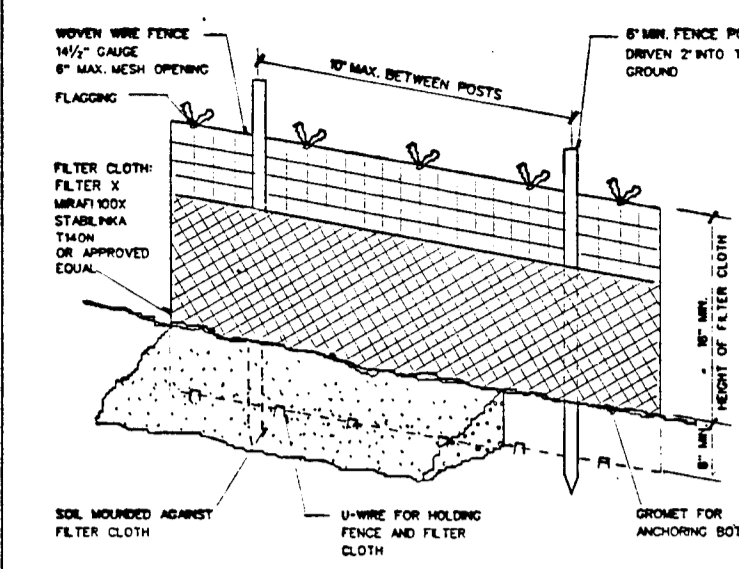 WOVEN WIRE FENCE
14½" GAUGE
6" MAX. MESH OPENING
FLAGGING
FILTER CLOTH:
FILTER X
MIRAFI 100X
STABILINKA
T140N
OR APPROVED
EQUAL
10" MAX. BETWEEN POSTS
6" MIN. FENCE PO
DRIVEN 2' INTO T
GROUND
16" MIN.
HEIGHT OF FILTER CLOTH
8" MIN.
SOIL MOUNDED AGAINST
FILTER CLOTH
U-WIRE FOR HOLDING
FENCE AND FILTER
CLOTH
GROMET FOR
ANCHORING BOT